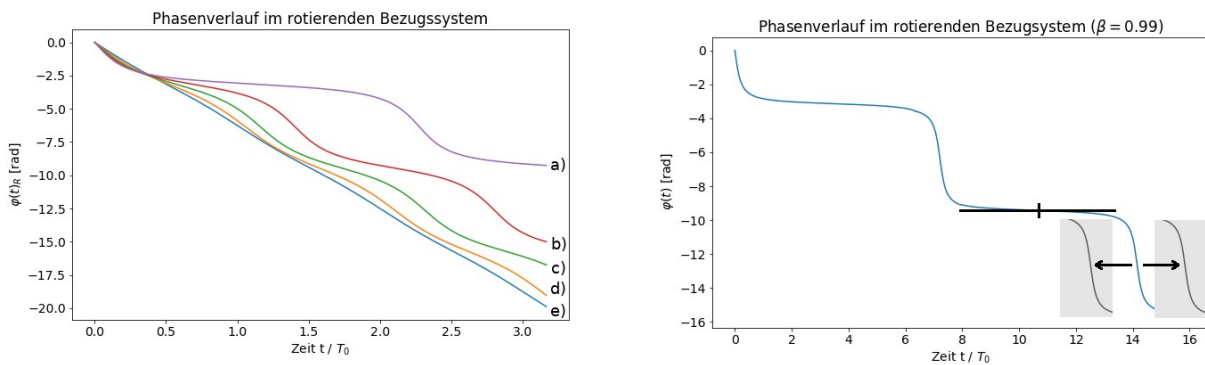 Phasenverlauf im rotierenden Bezugssystem
0.0
−2.5
−5.0
−7.5
−10.0
−12.5
−15.0
−17.5
−20.0
φ(t)_R [rad]
a)
b)
c)
d)
e)
0.0 0.5 1.0 1.5 2.0 2.5 3.0
Zeit t / T₀
Phasenverlauf im rotierenden Bezugsystem (β = 0.99)
0
−2
−4
−6
−8
−10
−12
−14
−16
φ(t) [rad]
0 2 4 6 8 10 12 14 16
Zeit t / T₀